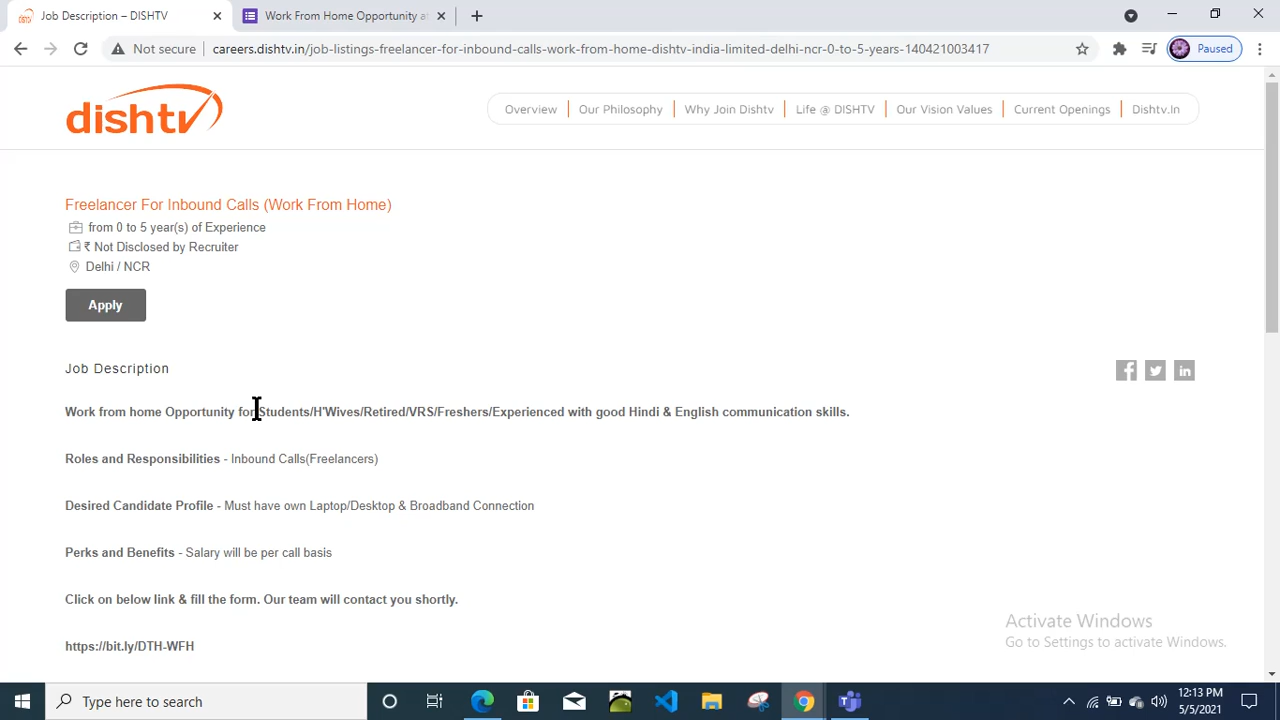 Job Description – DISHTV
Work From Home Opportunity at
Not secure
careers.dishtv.in/job-listings-freelancer-for-inbound-calls-work-from-home-dishtv-india-limited-delhi-ncr-0-to-5-years-140421003417
Paused
dishtv
Overview
Our Philosophy
Why Join Dishtv
Life @ DISHTV
Our Vision Values
Current Openings
Dishtv.In
Freelancer For Inbound Calls (Work From Home)
from 0 to 5 year(s) of Experience
₹ Not Disclosed by Recruiter
Delhi / NCR
Apply
Job Description
Work from home Opportunity for Students/H'Wives/Retired/VRS/Freshers/Experienced with good Hindi & English communication skills.
Roles and Responsibilities - Inbound Calls(Freelancers)
Desired Candidate Profile - Must have own Laptop/Desktop & Broadband Connection
Perks and Benefits - Salary will be per call basis
Click on below link & fill the form. Our team will contact you shortly.
https://bit.ly/DTH-WFH
Activate Windows
Go to Settings to activate Windows.
Type here to search
12:13 PM
5/5/2021